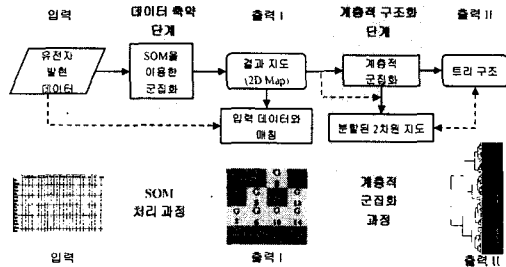 입력
데이터 축약
단계
출력 I
계층적 구조화
단계
출력 II
유전자
발현
데이터
SOM을
이용한
군집화
결과 지도
(2D Map)
계층적
군집화
트리 구조
입력 데이터와
매칭
분할된 2차원 지도
SOM
처리 과정
계층적
군집화
과정
입력
출력 I
출력 II